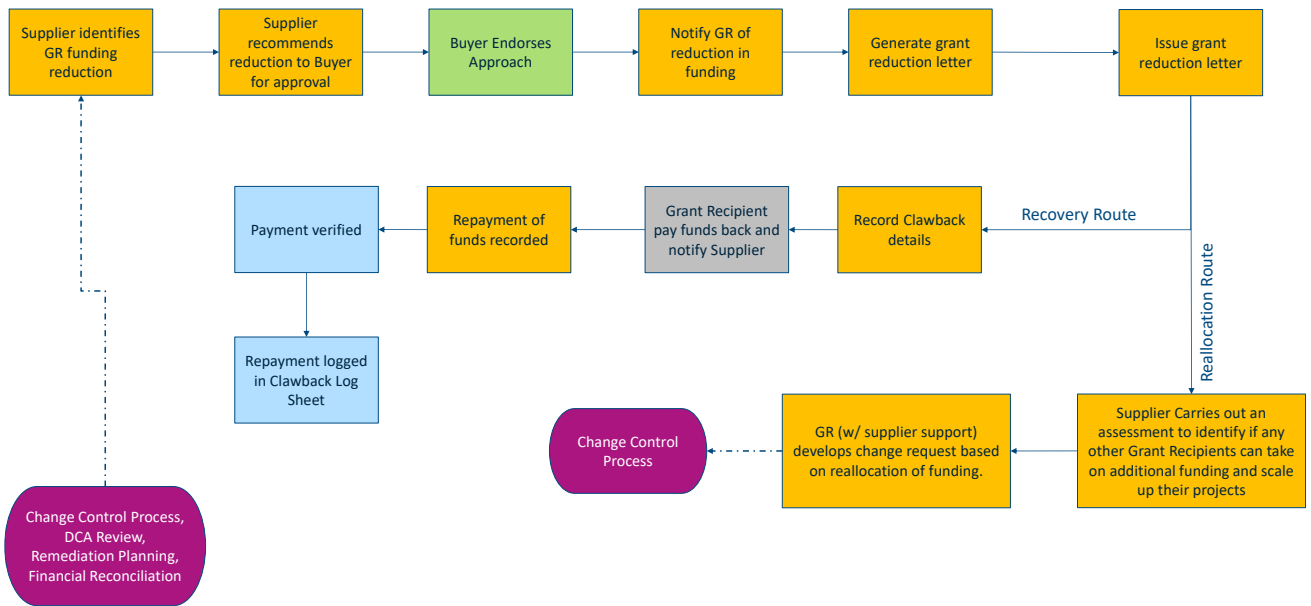 Supplier identifies
GR funding
reduction
Supplier
recommends
reduction to Buyer
for approval
Buyer Endorses
Approach
Notify GR of
reduction in
funding
Generate grant
reduction letter
Issue grant
reduction letter
Payment verified
Repayment of
funds recorded
Grant Recipient
pay funds back and
notify Supplier
Record Clawback
details
Recovery Route
Reallocation Route
Repayment logged
in Clawback Log
Sheet
Change Control
Process
GR (w/ supplier support)
develops change request based
on reallocation of funding.
Supplier Carries out an
assessment to identify if any
other Grant Recipients can take
on additional funding and scale
up their projects
Change Control Process,
DCA Review,
Remediation Planning,
Financial Reconciliation